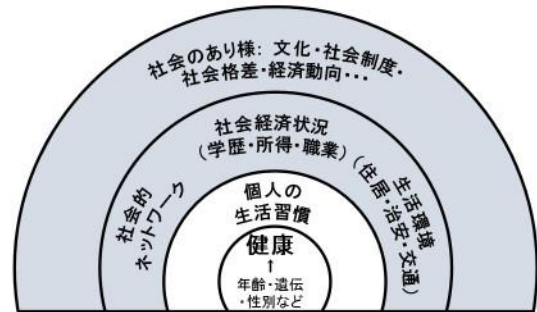 社会のあり様: 文化・社会制度・
社会格差・経済動向・・・
社会経済状況
(学歴・所得・職業)
社会的
ネットワーク
生活環境
(住居・治安・交通)
個人の
生活習慣
健康
↑
年齢・遺伝
・性別など